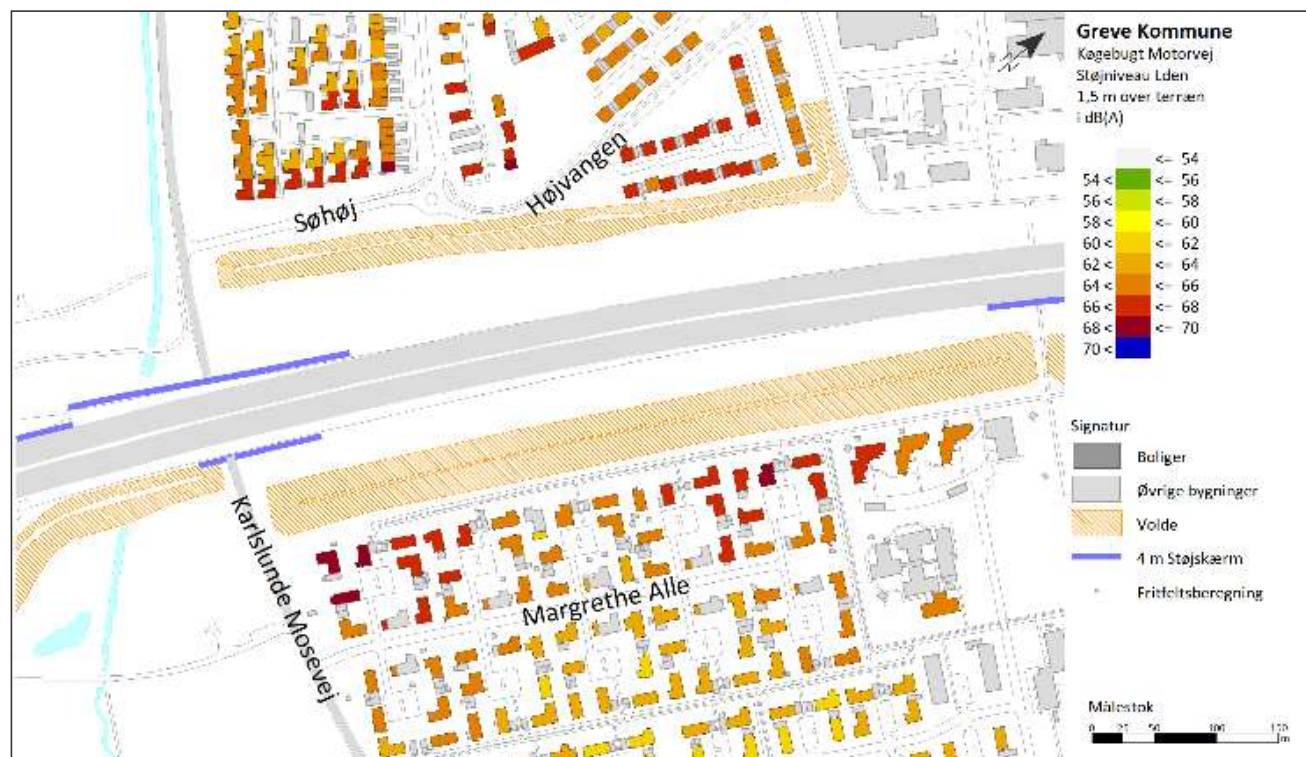 Greve Kommune
Køgebugt Motorvej
Støjniveau Lden
1,5 m over terræn
i dB(A)
<= 54
54 < <= 56
56 < <= 58
58 < <= 60
60 < <= 62
62 < <= 64
64 < <= 66
66 < <= 68
68 < <= 70
70 <
Signatur
Boliger
Øvrige bygninger
Volde
4 m Støjskærm
Fritfeltsberegning
Målestok
0 25 50 100 150
m
Søhøj
Højvangen
Karlslunde Mosevej
Margrethe Alle